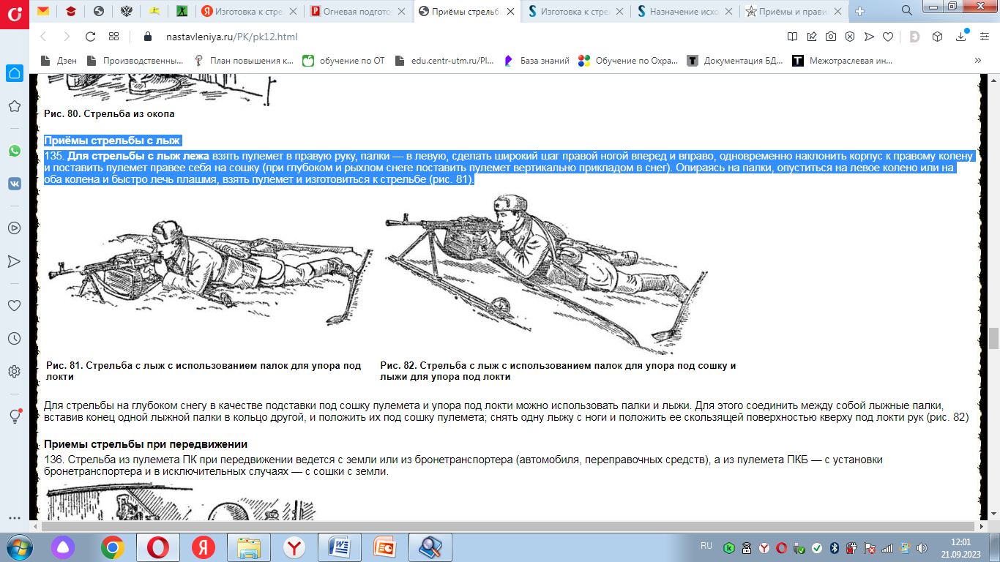 Изготовка к стре
Огневая подгото
Приёмы стрельб
Изготовка к стрел
Назначение исхо
Приёмы и прави
nastavleniya.ru/PK/pk12.html
Дзен
Производственны...
План повышения к...
обучение по ОТ
edu.centr-utm.ru/Pl...
База знаний
Обучение по Охра...
Документация БД...
Межотраслевая ин...
Рис. 80. Стрельба из окопа
Приёмы стрельбы с лыж
135. Для стрельбы с лыж лежа взять пулемет в правую руку, палки — в левую, сделать широкий шаг правой ногой вперед и вправо, одновременно наклонить корпус к правому колену
и поставить пулемет правее себя на сошку (при глубоком и рыхлом снеге поставить пулемет вертикально прикладом в снег). Опираясь на палки, опуститься на левое колено или на
оба колена и быстро лечь плашмя, взять пулемет и изготовиться к стрельбе (рис. 81).
Рис. 81. Стрельба с лыж с использованием палок для упора под
локти
Рис. 82. Стрельба с лыж с использованием палок для упора под сошку и
лыжи для упора под локти
Для стрельбы на глубоком снегу в качестве подставки под сошку пулемета и упора под локти можно использовать палки и лыжи. Для этого соединить между собой лыжные палки,
вставив конец одной лыжной палки в кольцо другой, и положить их под сошку пулемета; снять одну лыжу с ноги и положить ее скользящей поверхностью кверху под локти рук (рис. 82)
Приемы стрельбы при передвижении
136. Стрельба из пулемета ПК при передвижении ведется с земли или из бронетранспортера (автомобиля, переправочных средств), а из пулемета ПКБ — с установки
бронетранспортера и в исключительных случаях — с сошки с земли.
RU
12:01
21.09.2023